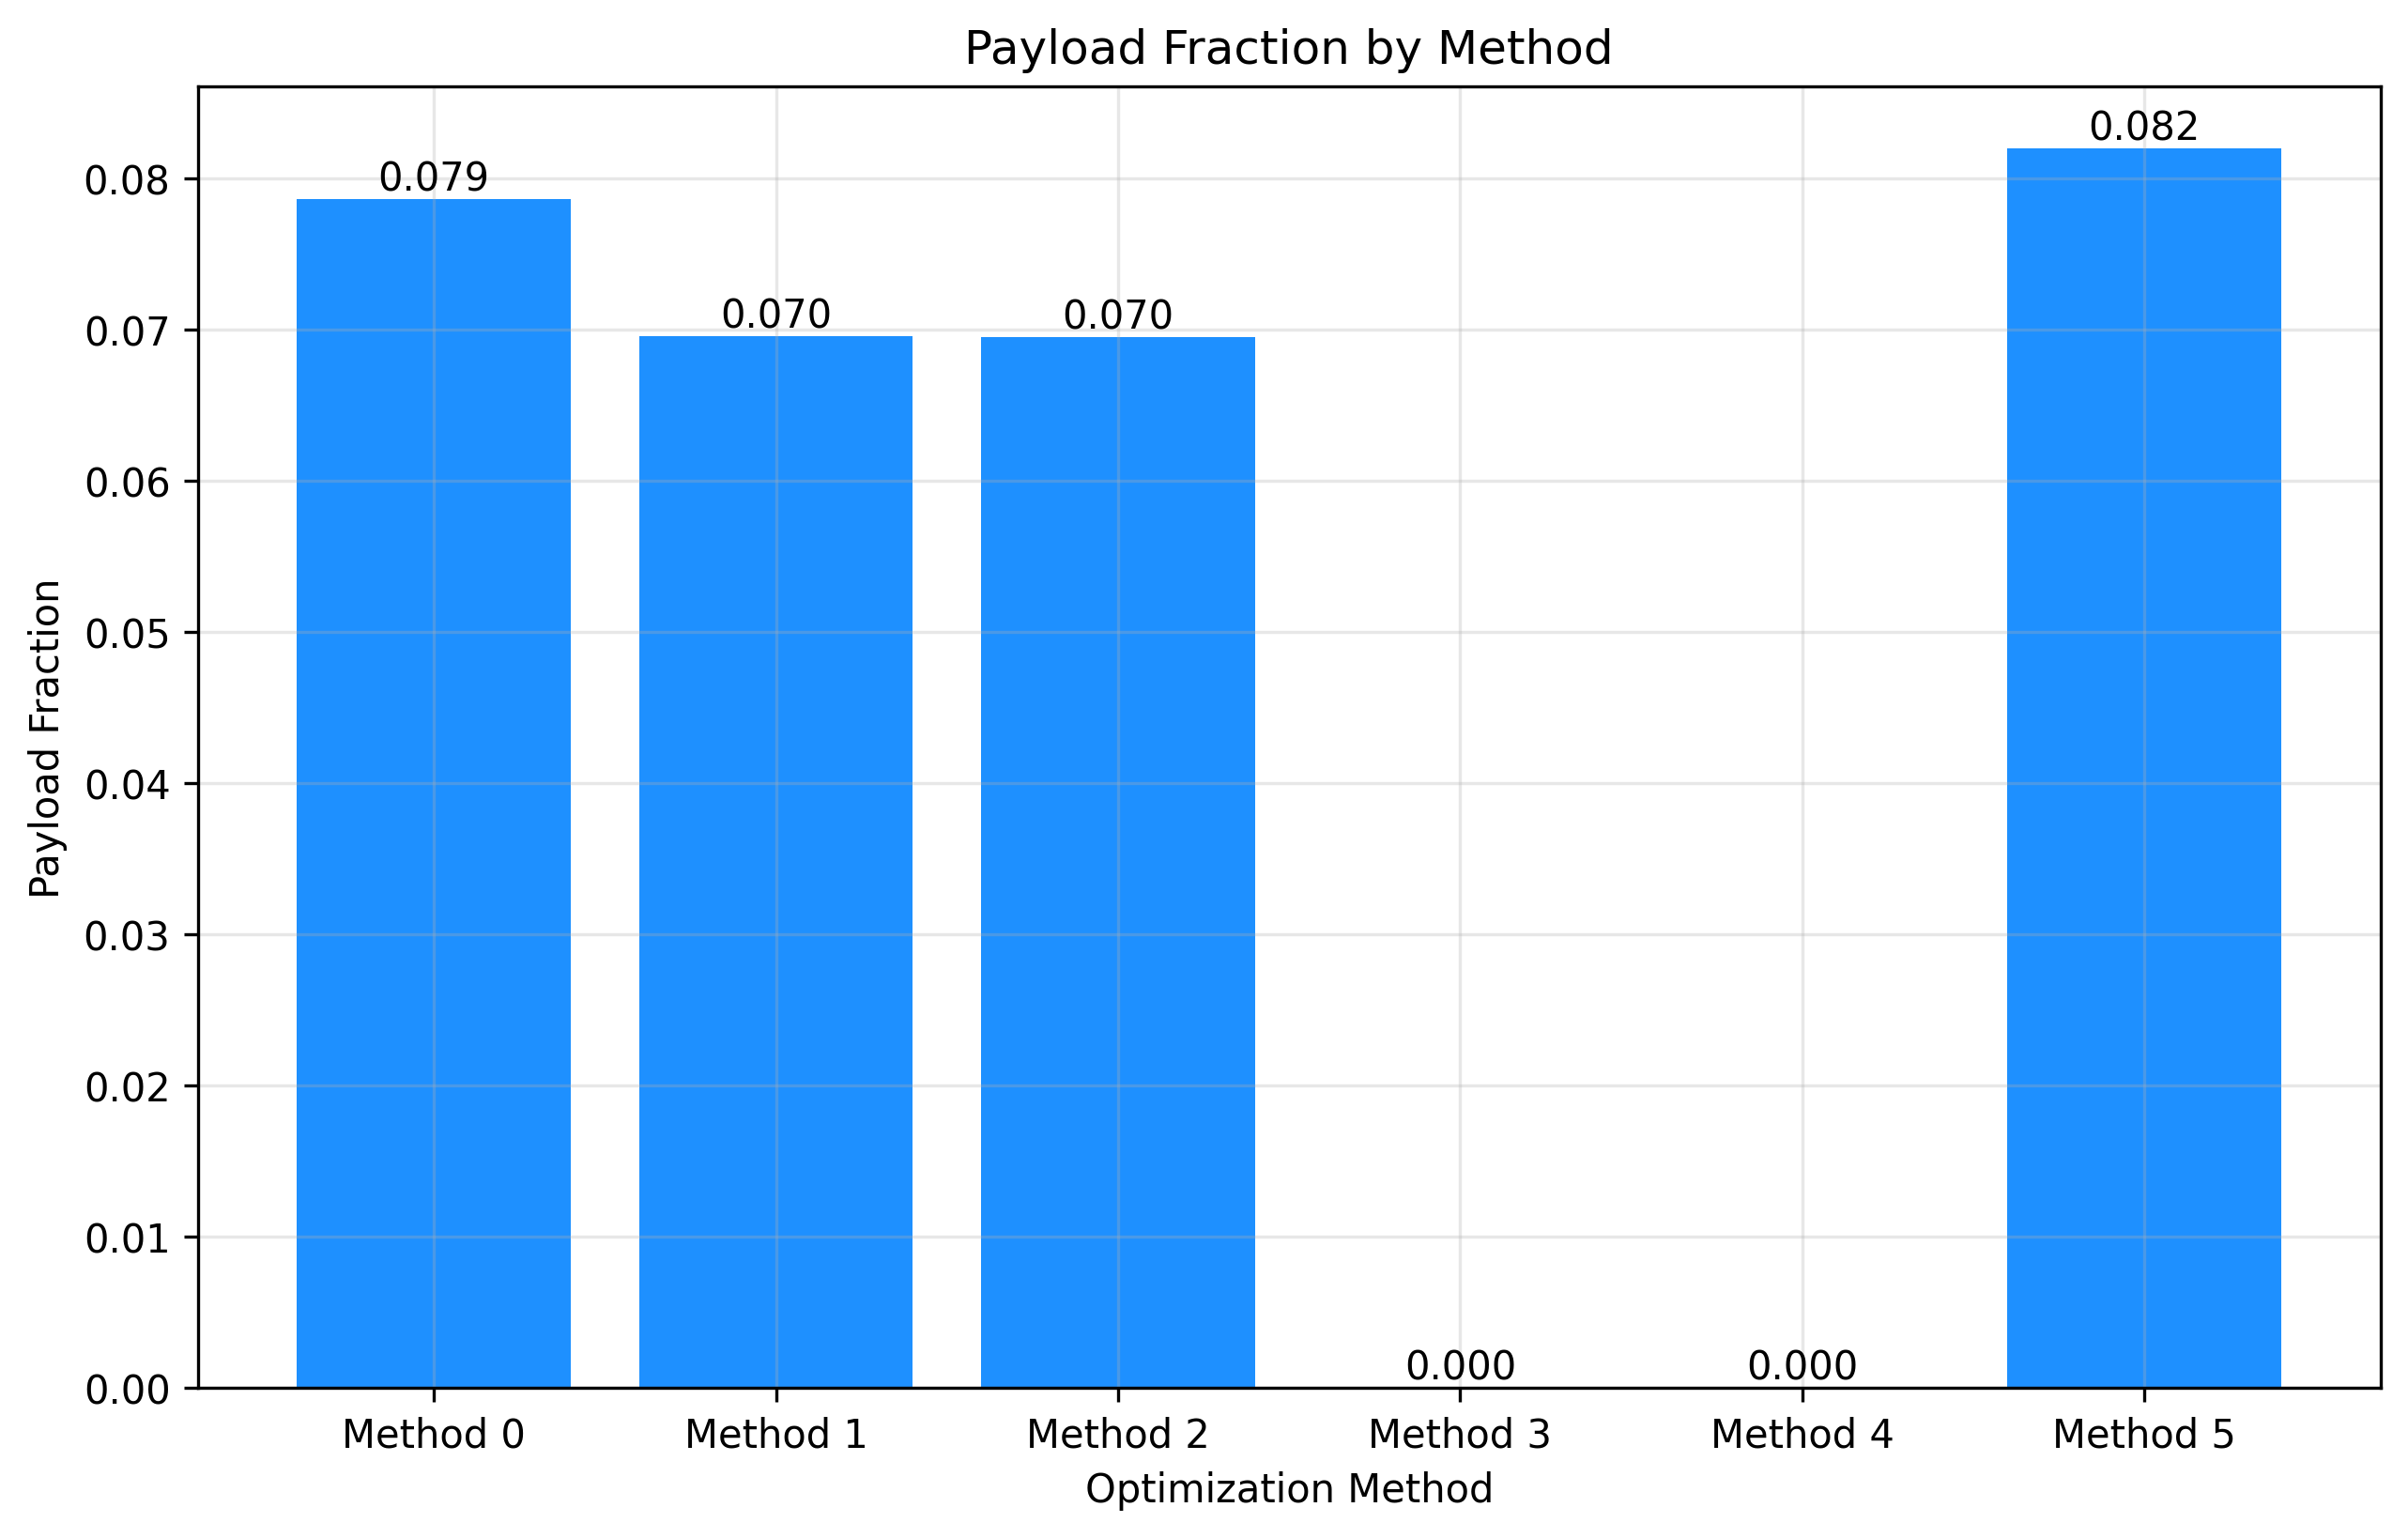 Payload Fraction by Method
Payload Fraction
0.08
0.07
0.06
0.05
0.04
0.03
0.02
0.01
0.00
0.079
0.070
0.070
0.000
0.000
0.082
Method 0
Method 1
Method 2
Method 3
Method 4
Method 5
Optimization Method